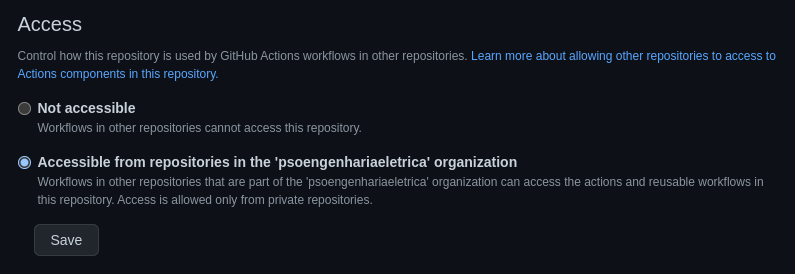 Access
Control how this repository is used by GitHub Actions workflows in other repositories. Learn more about allowing other repositories to access to
Actions components in this repository.
Not accessible
Workflows in other repositories cannot access this repository.
Accessible from repositories in the 'psoengenhariaeletrica' organization
Workflows in other repositories that are part of the 'psoengenhariaeletrica' organization can access the actions and reusable workflows in
this repository. Access is allowed only from private repositories.
Save